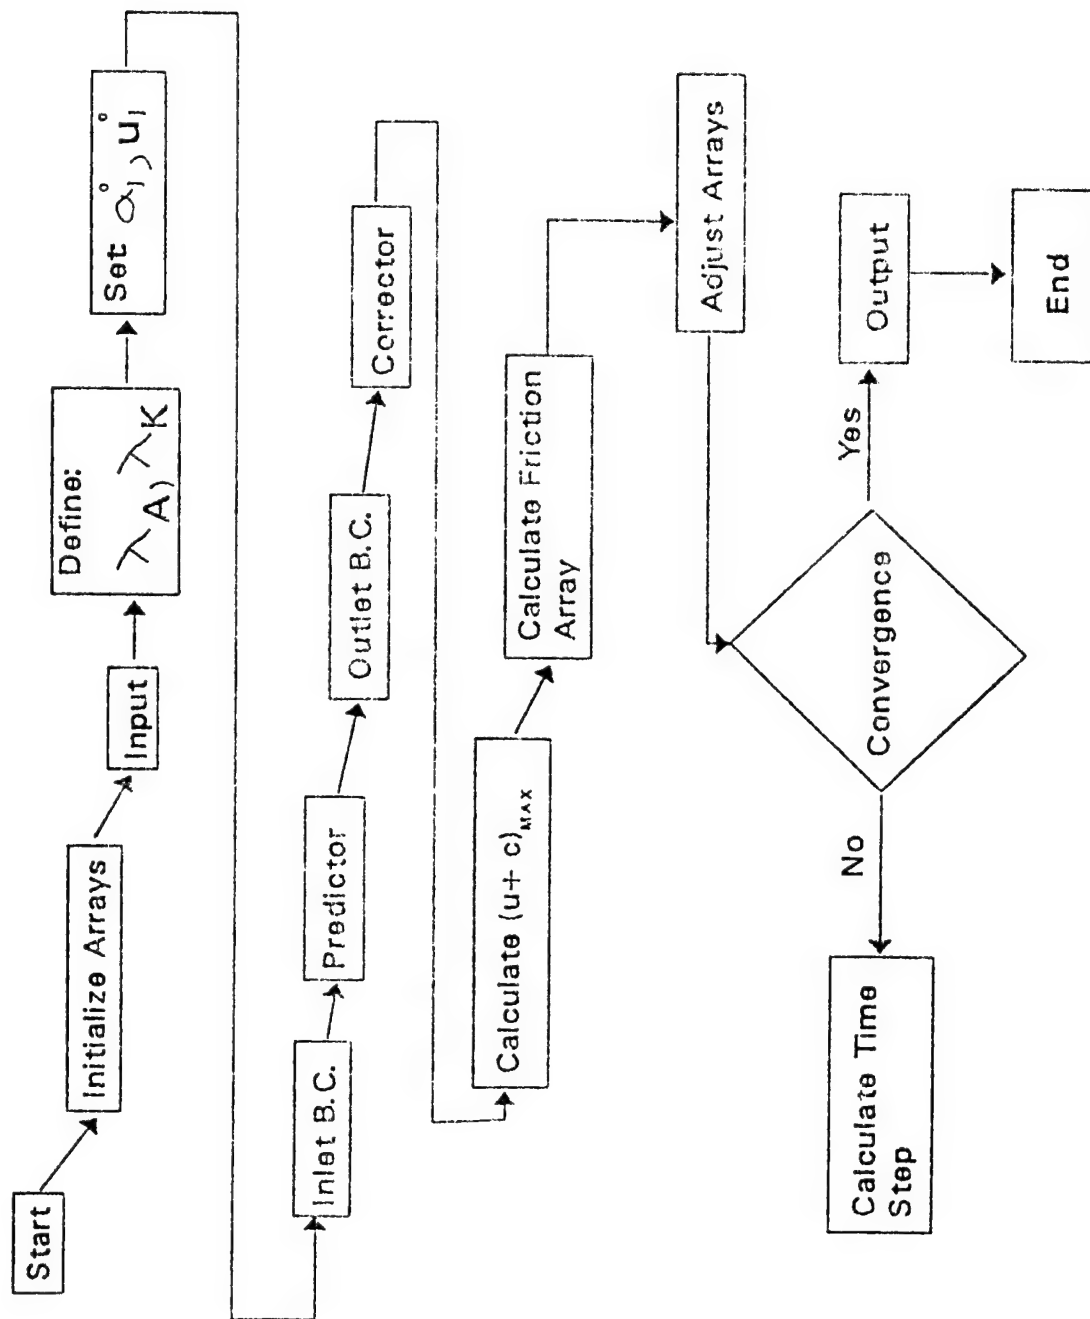 Start
Initialize Arrays
Input
Define:
λA, λK
Set α°j, u°j
Inlet B.C.
Predictor
Outlet B.C.
Corrector
Calculate (u+ c)MAX
Calculate Friction
Array
Adjust Arrays
Convergence
Yes
Output
End
No
Calculate Time
Step